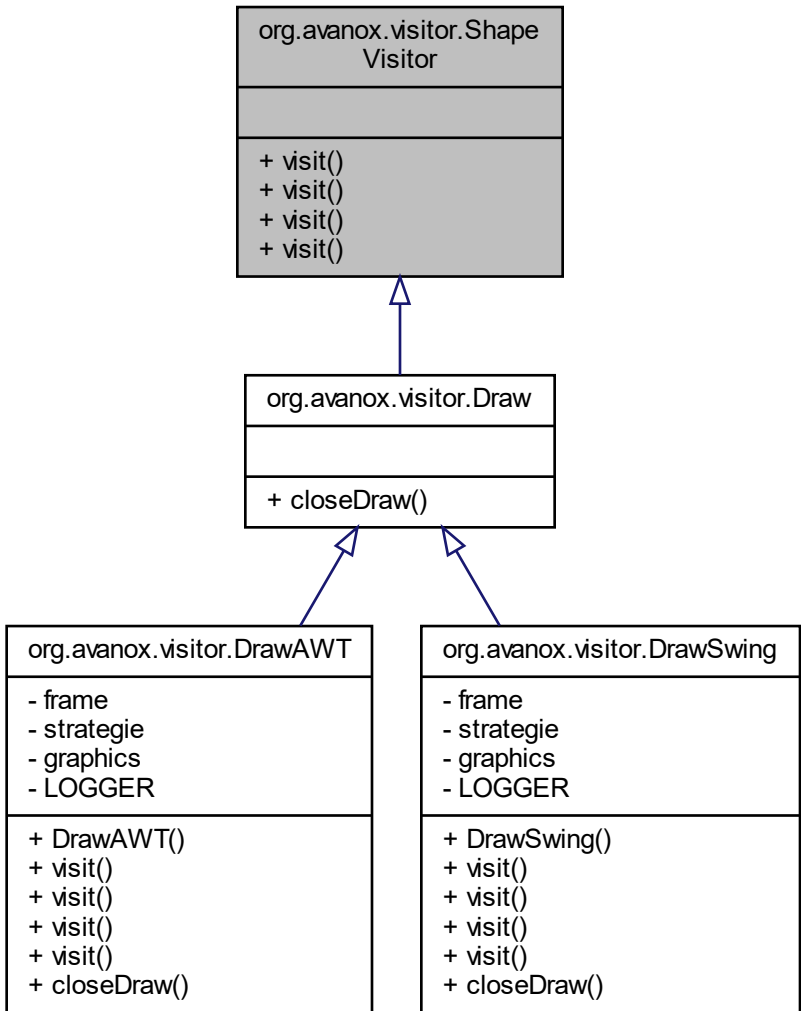 org.avanox.visitor.Shape
Visitor
+ visit()
+ visit()
+ visit()
+ visit()
org.avanox.visitor.Draw
+ closeDraw()
org.avanox.visitor.DrawAWT
- frame
- strategie
- graphics
- LOGGER
+ DrawAWT()
+ visit()
+ visit()
+ visit()
+ visit()
+ closeDraw()
org.avanox.visitor.DrawSwing
- frame
- strategie
- graphics
- LOGGER
+ DrawSwing()
+ visit()
+ visit()
+ visit()
+ visit()
+ closeDraw()